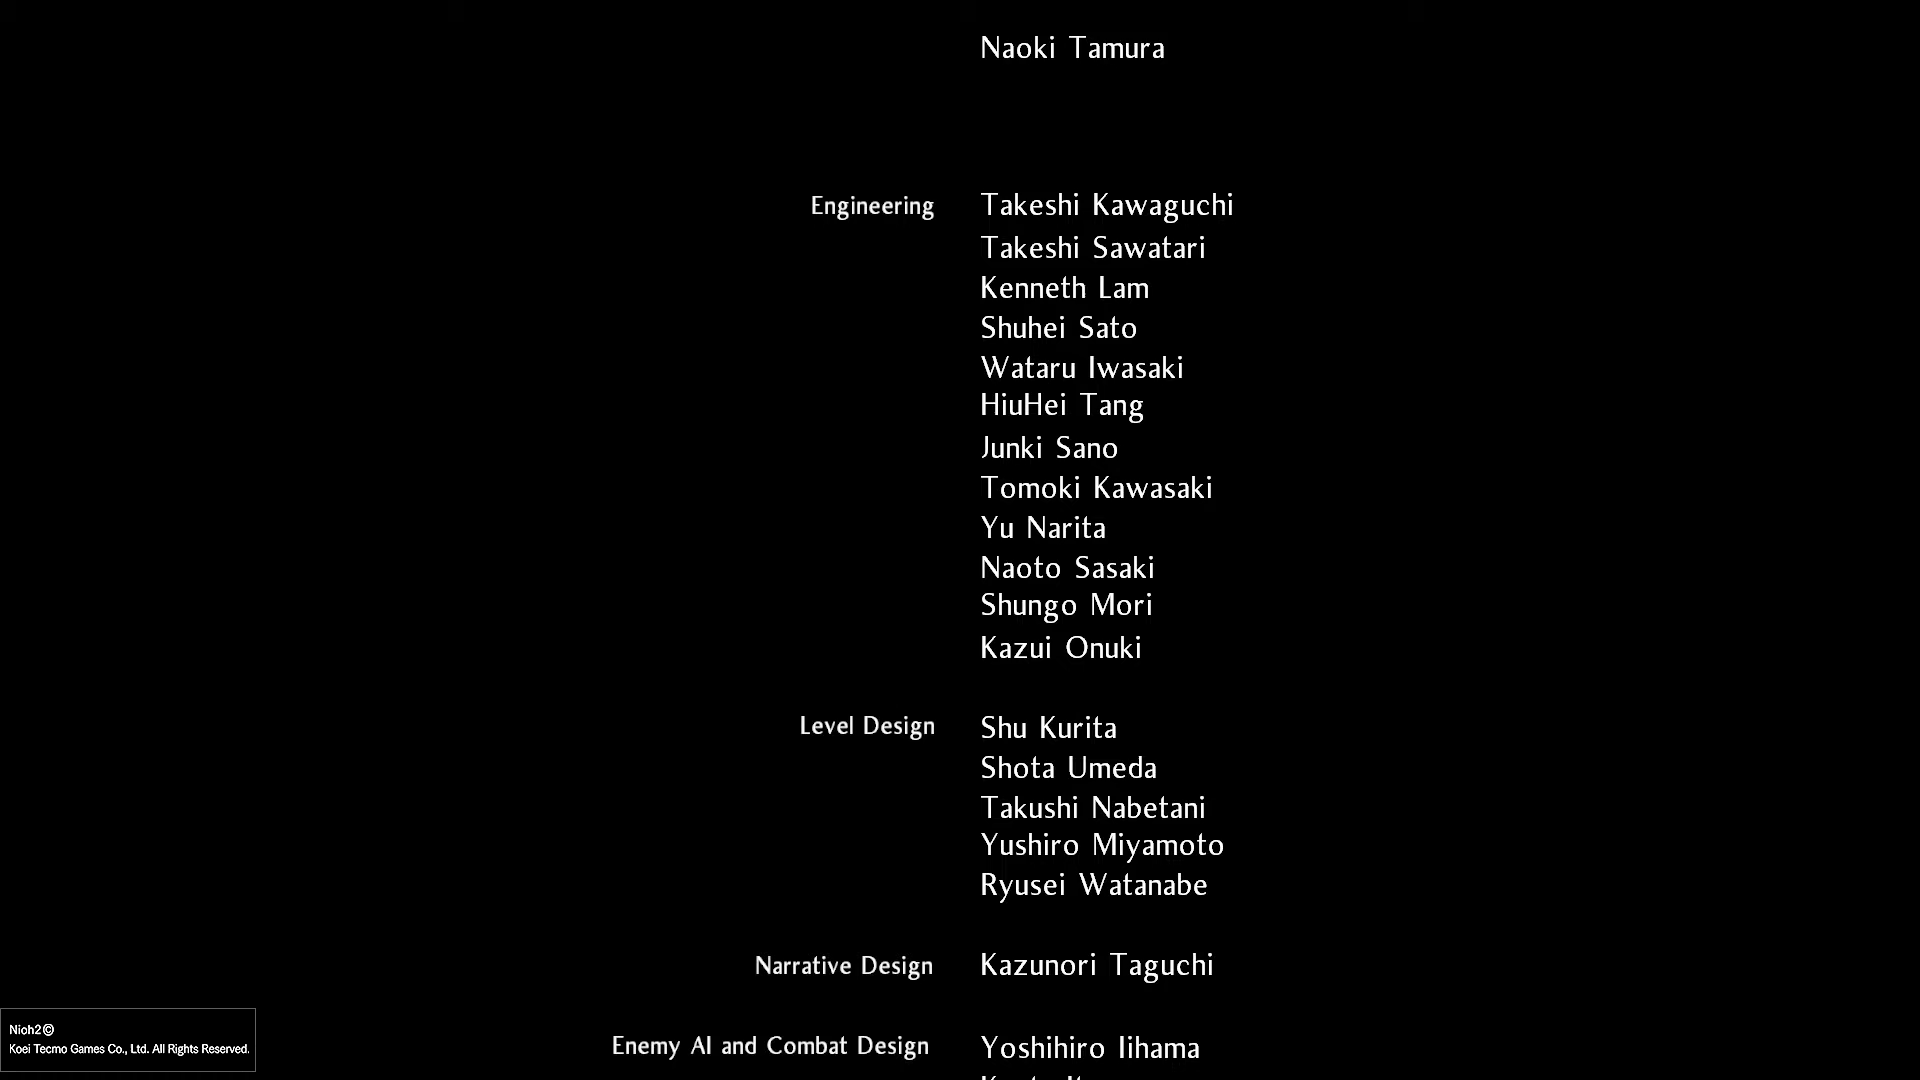 Naoki Tamura
Engineering Takeshi Kawaguchi
Takeshi Sawatari
Kenneth Lam
Shuhei Sato
Wataru Iwasaki
HiuHei Tang
Junki Sano
Tomoki Kawasaki
Yu Narita
Naoto Sasaki
Shungo Mori
Kazui Onuki
Level Design Shu Kurita
Shota Umeda
Takushi Nabetani
Yushiro Miyamoto
Ryusei Watanabe
Narrative Design Kazunori Taguchi
Enemy AI and Combat Design Yoshihiro Iihama
Nioh2©
Koei Tecmo Games Co., Ltd. All Rights Reserved.